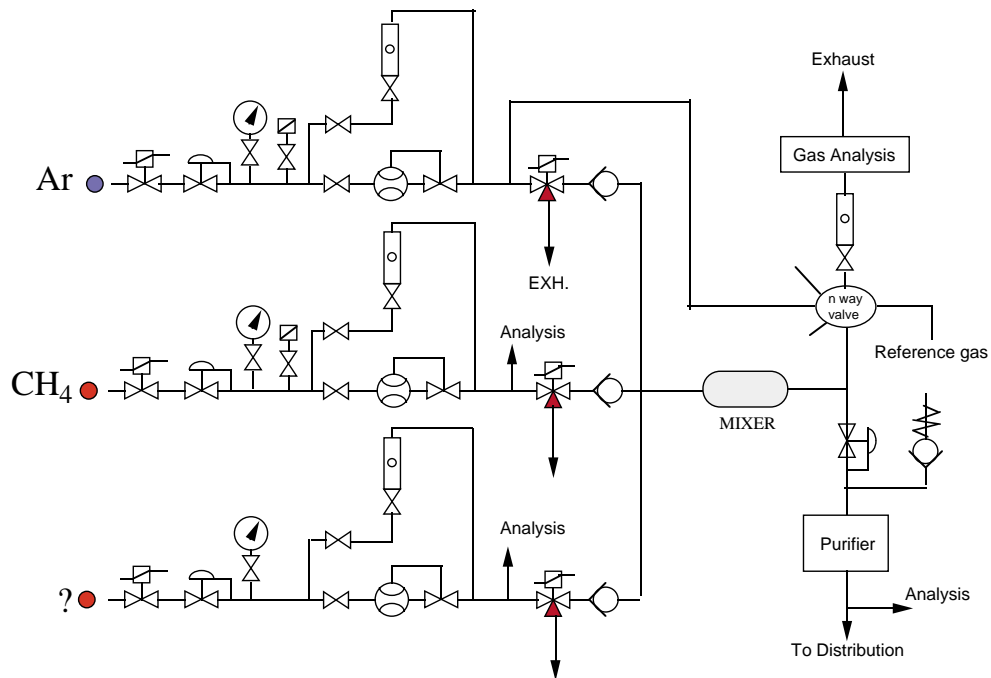 Exhaust
Gas Analysis
Ar
EXH.
n way
valve
Analysis
Reference gas
CH4
MIXER
Analysis
Purifier
?
Analysis
To Distribution